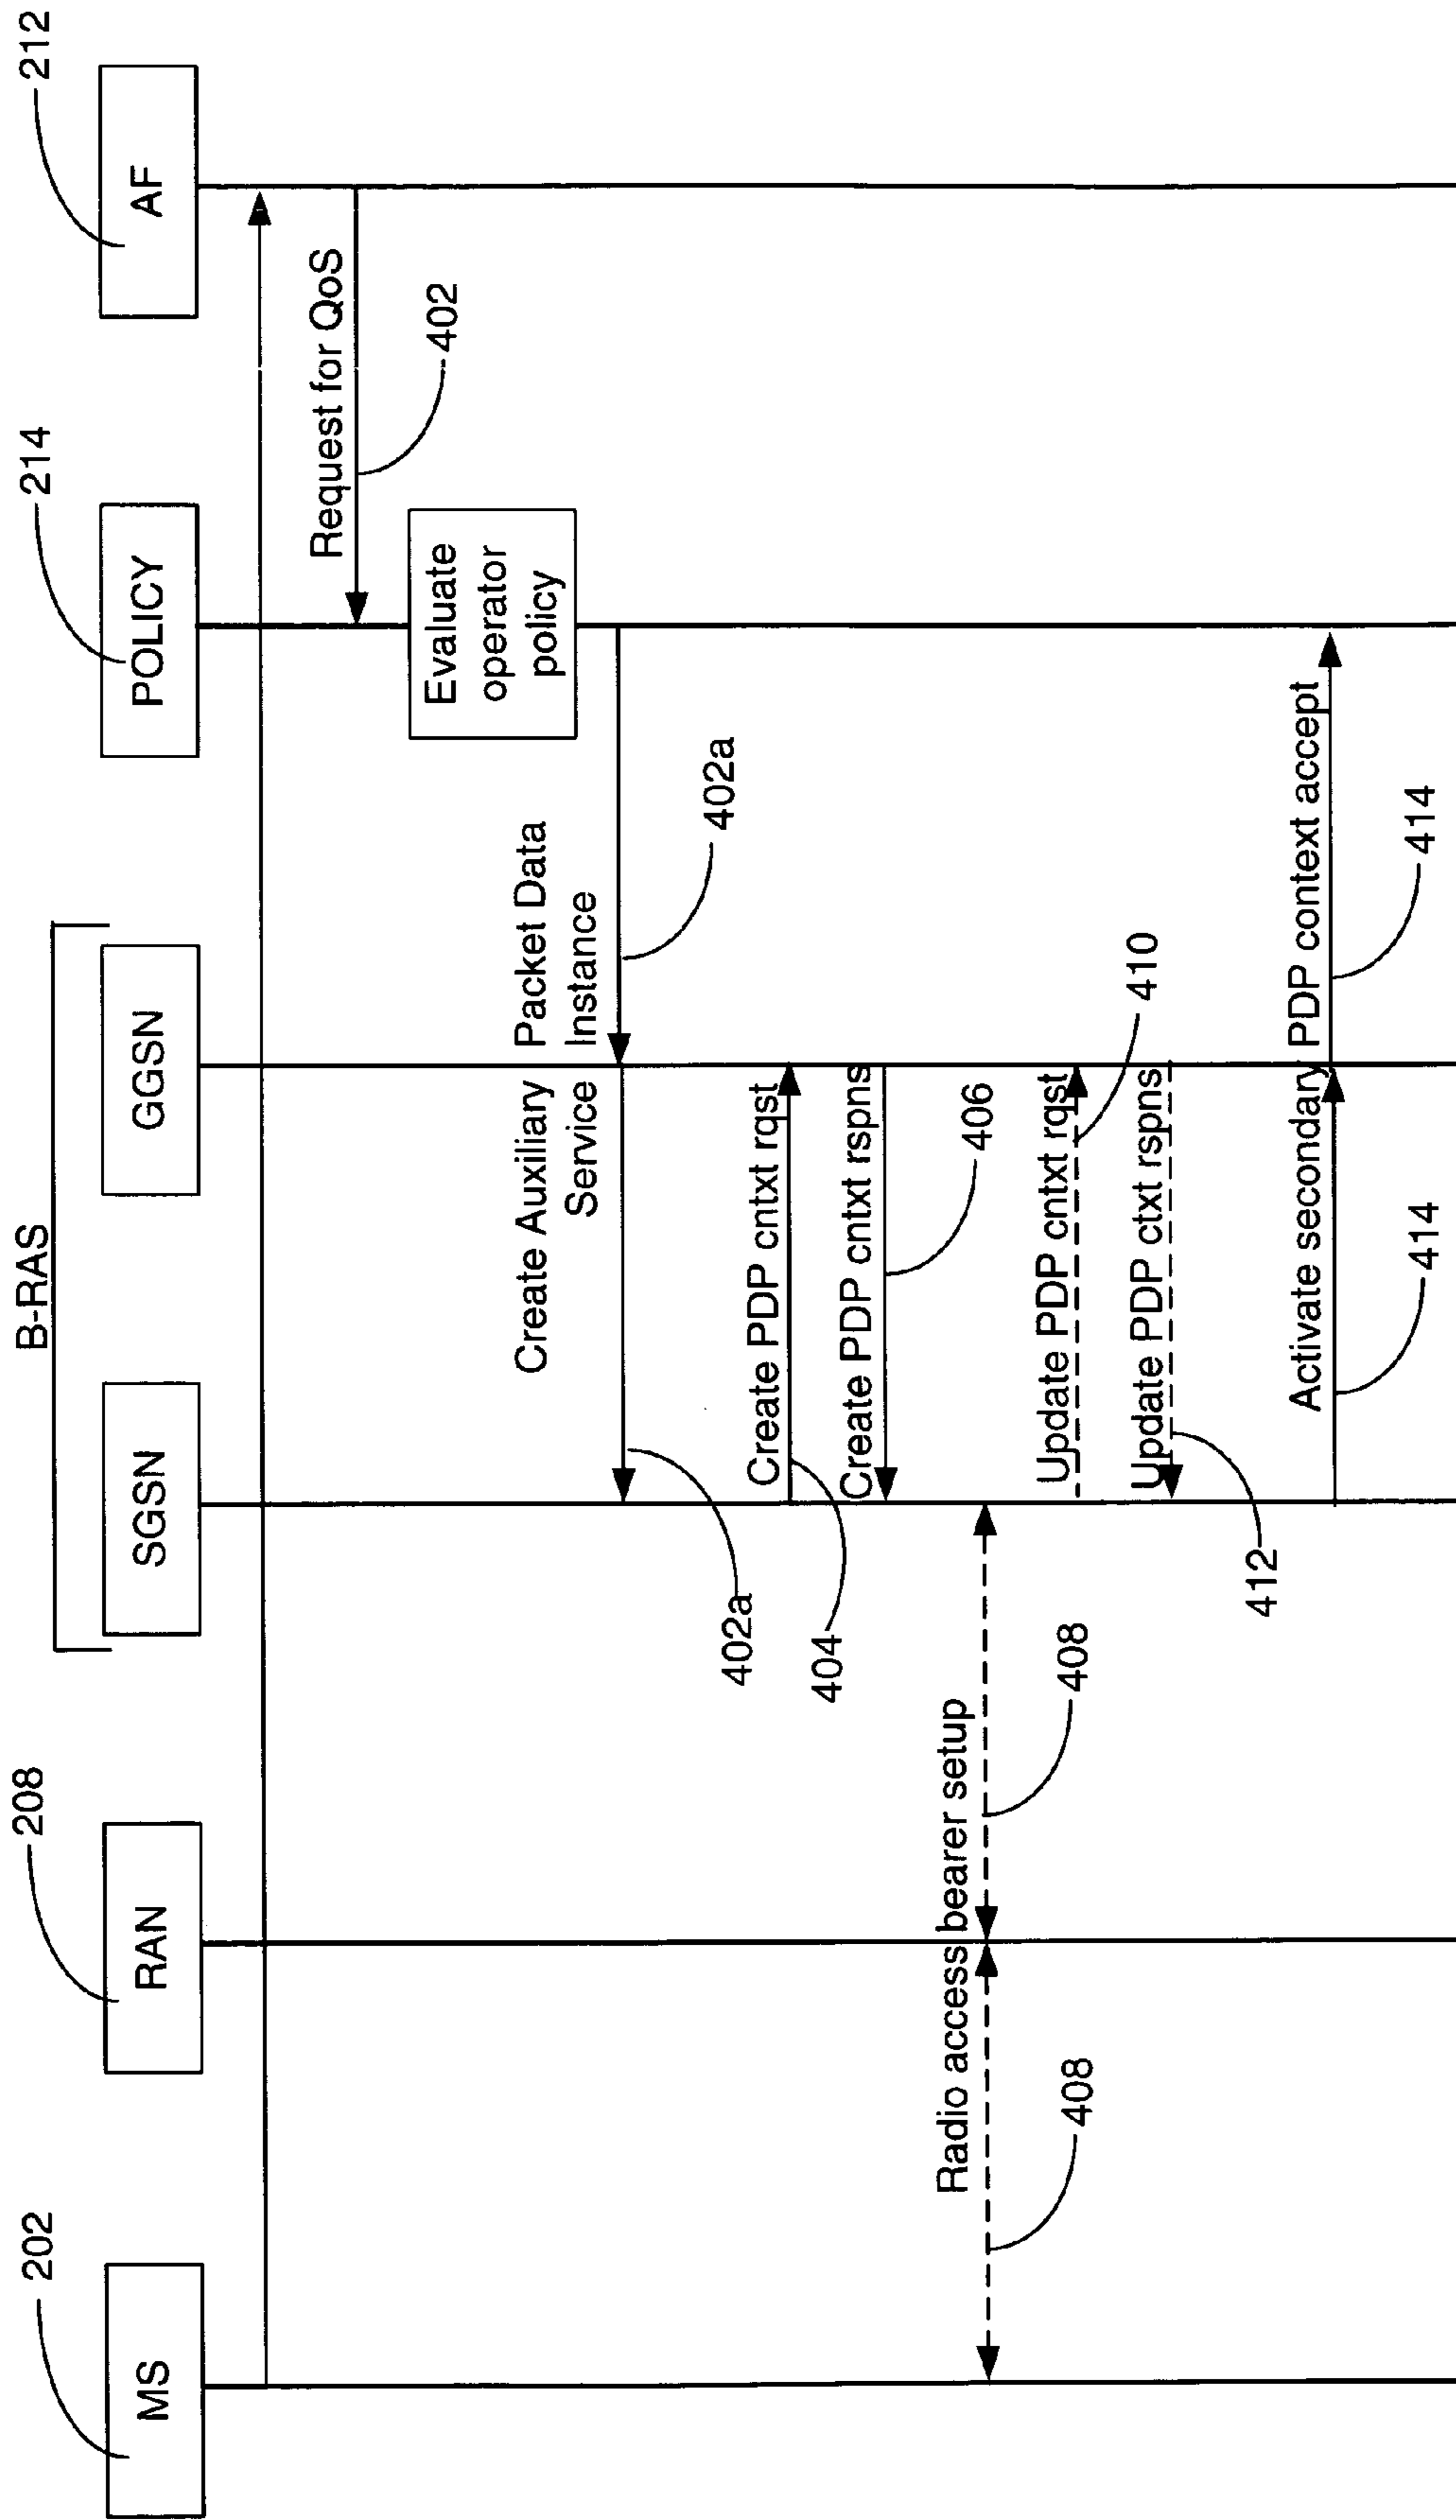 202
208
B-RAS
214
212
MS
RAN
SGSN
GGSN
POLICY
AF
Request for QoS
402
Evaluate
operator
policy
Create Auxiliary Packet Data
Service Instance
402a
402a
Create PDP cntxt rqst
404
Create PDP cntxt rspns
406
Radio access bearer setup
408
408
Update PDP cntxt rqst
410
Update PDP ctxt rspns
412
Activate secondary PDP context accept
414
414